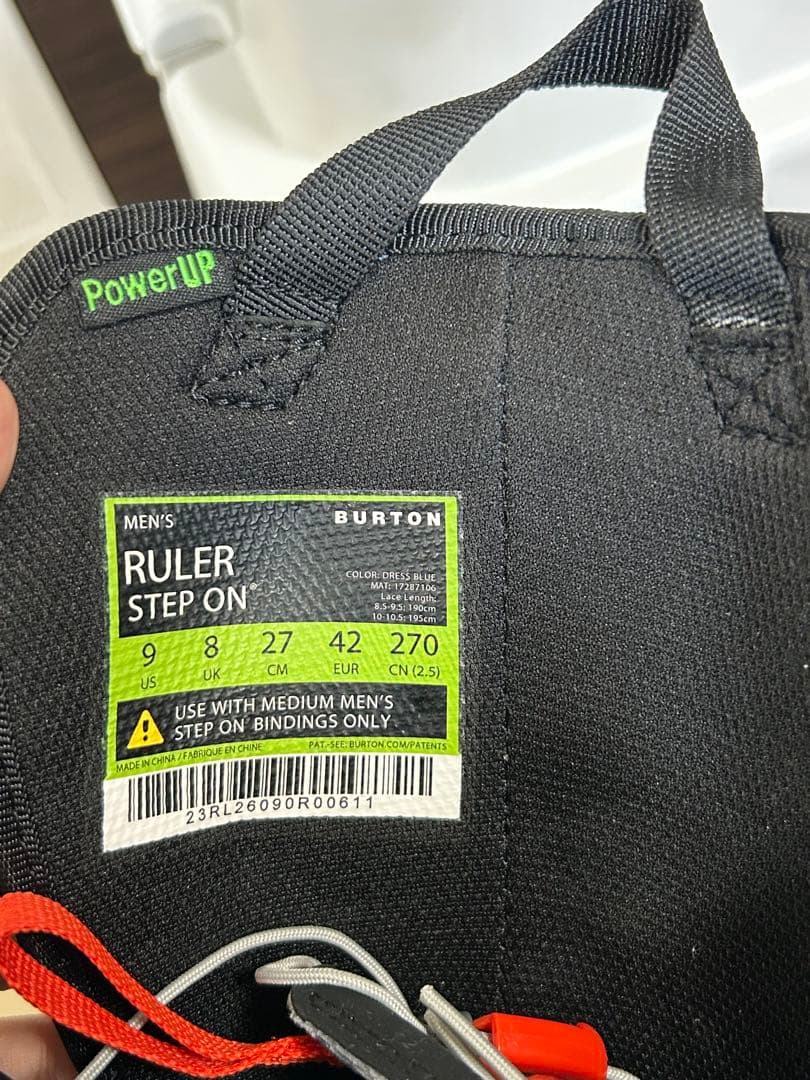 PowerUP
MEN'S BURTON
RULER
STEP ON®
COLOR: DRESS BLUE
MAT: 17287106
Lace Length:
8.5-9.5: 190cm
10-10.5: 195cm
9 8 27 42 270
US UK CM EUR CN (2.5)
USE WITH MEDIUM MEN'S
STEP ON BINDINGS ONLY
MADE IN CHINA / FABRIQUE EN CHINE PAT.-SEE: BURTON.COM/PATENTS
23RL26090R00611